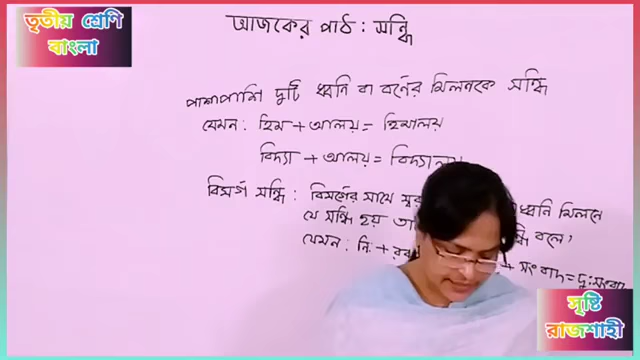 তৃতীয় শ্রেণি
বাংলা
আজকের পাঠ : সন্ধি
পাশাপাশি দুটি ধ্বনি বা বর্ণের মিলনকে সন্ধি
যেমন : হিম + আলয় = হিমালয়
বিদ্যা + আলয় = বিদ্যালয়
বিসর্গ সন্ধি : বিসর্গের সাথে ধ্বনি মিলনে
যে সন্ধি হয় বলে।
যেমন : নিঃ + + সংবাদ = দুঃসংবাদ
সৃষ্টি
রাজশাহী